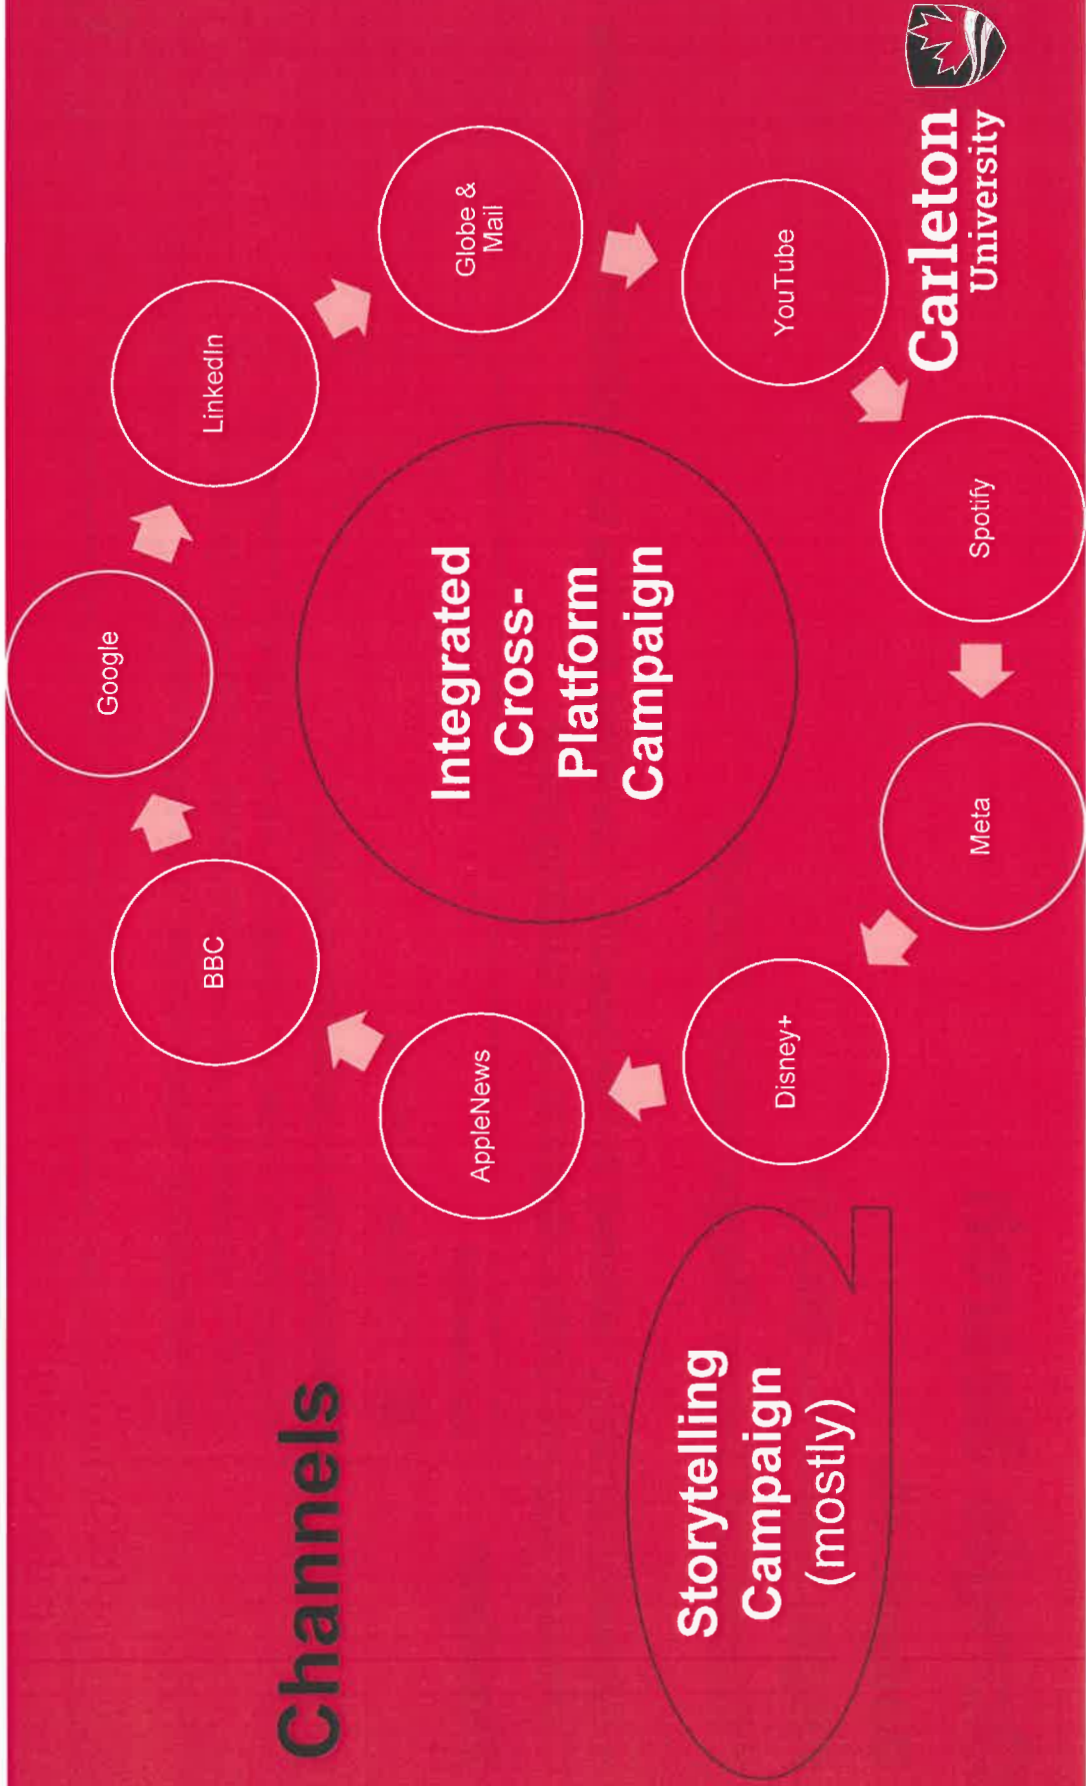 Channels
Storytelling
Campaign
(mostly)
Integrated
Cross-
Platform
Campaign
Google
LinkedIn
Globe &
Mail
YouTube
Spotify
Meta
Disney+
AppleNews
BBC
Carleton
University